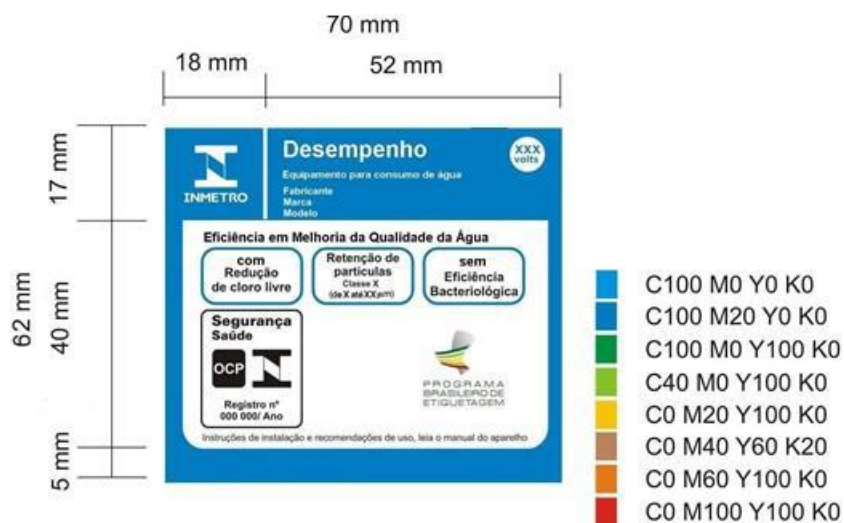 70 mm
18 mm
52 mm
17 mm
62 mm
40 mm
5 mm
INMETRO
Desempenho
XXX
volts
Equipamento para consumo de água
Fabricante
Marca
Modelo
Eficiência em Melhoria da Qualidade da Água
com
Redução
de cloro livre
Retenção de
partículas
Classe X
(de X até XX µm)
sem
Eficiência
Bacteriológica
Segurança
Saúde
OCP
Registro nº
000 000/ Ano
PROGRAMA
BRASILEIRO DE
ETIQUETAGEM
Instruções de instalação e recomendações de uso, leia o manual do aparelho
C100 M0 Y0 K0
C100 M20 Y0 K0
C100 M0 Y100 K0
C40 M0 Y100 K0
C0 M20 Y100 K0
C0 M40 Y60 K20
C0 M60 Y100 K0
C0 M100 Y100 K0